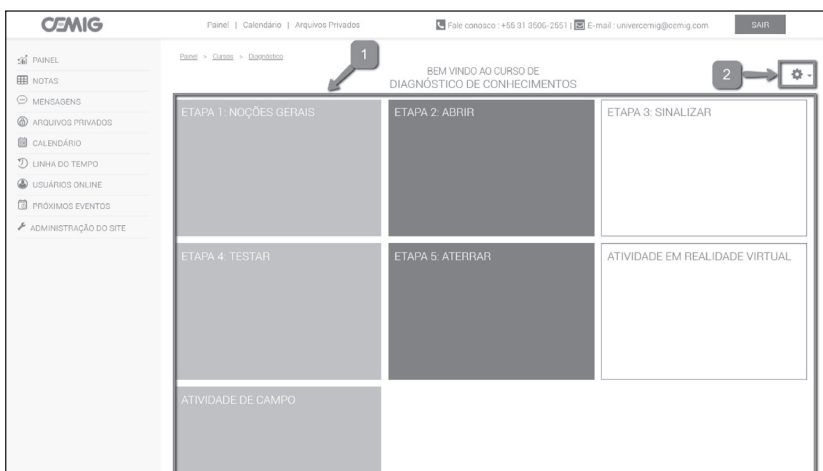 CEMIG
Painel | Calendário | Arquivos Privados
Fale conosco : +55 31 3506-2551 | E-mail : univercemig@cemig.com
SAIR
PAINEL
NOTAS
MENSAGENS
ARQUIVOS PRIVADOS
CALENDÁRIO
LINHA DO TEMPO
USUÁRIOS ONLINE
PRÓXIMOS EVENTOS
ADMINISTRAÇÃO DO SITE
Painel > Cursos > Diagnóstico
1
BEM VINDO AO CURSO DE
DIAGNÓSTICO DE CONHECIMENTOS
2
ETAPA 1: NOÇÕES GERAIS
ETAPA 2: ABRIR
ETAPA 3: SINALIZAR
ETAPA 4: TESTAR
ETAPA 5: ATERRAR
ATIVIDADE EM REALIDADE VIRTUAL
ATIVIDADE DE CAMPO